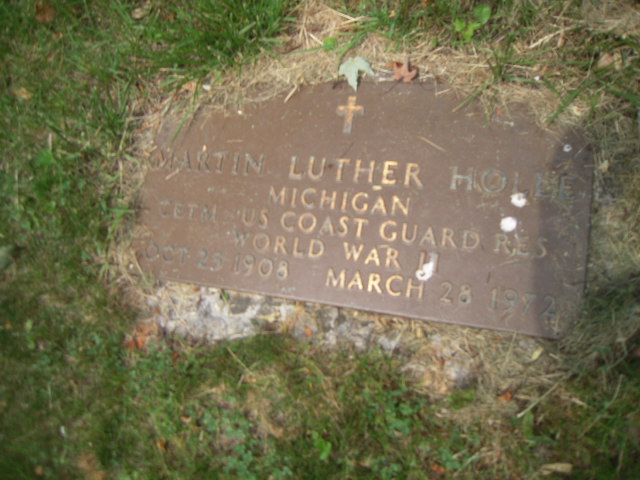 MARTIN LUTHER
MICHIGAN
US COAST GUARD RES
WORLD WAR II
OCT 23 1908 MARCH 28 1972